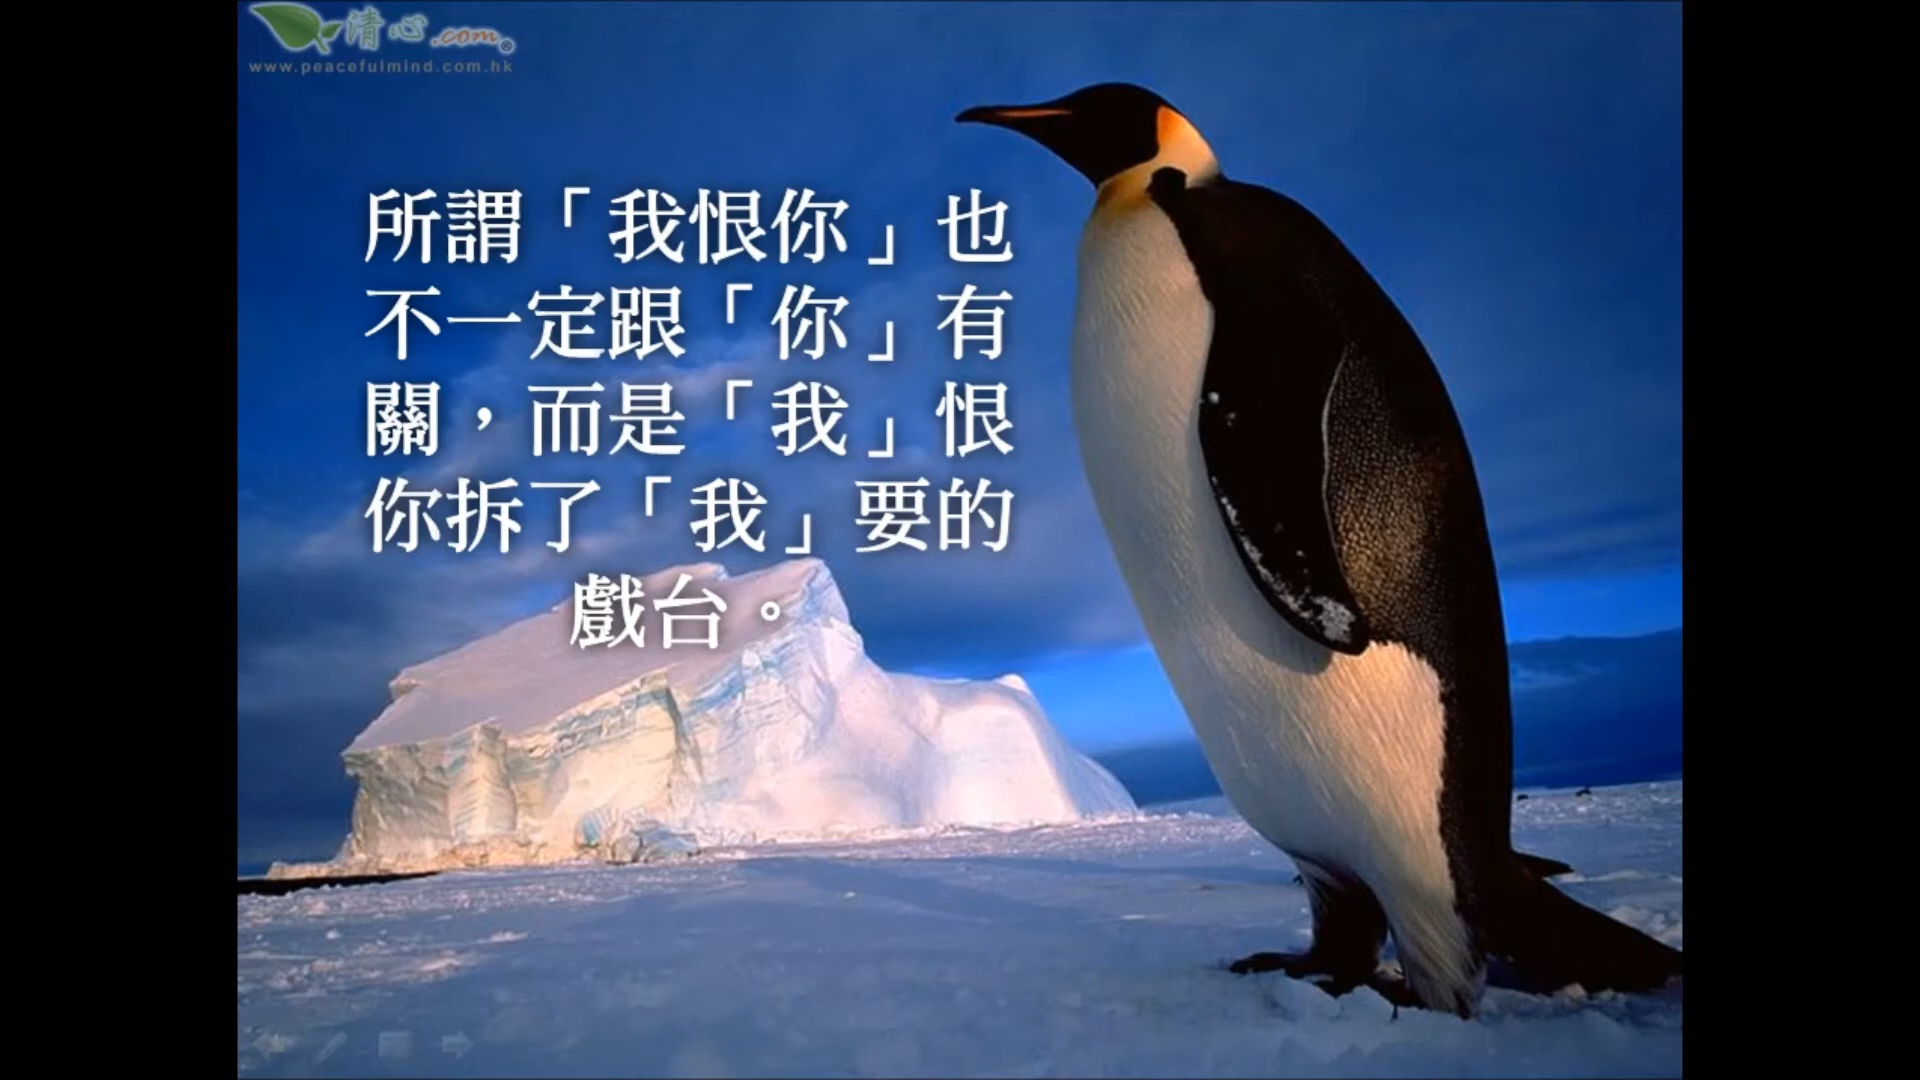 清心.com®
www.peacefulmind.com.hk
所謂「我恨你」也
不一定跟「你」有
關，而是「我」恨
你拆了「我」要的
戲台。